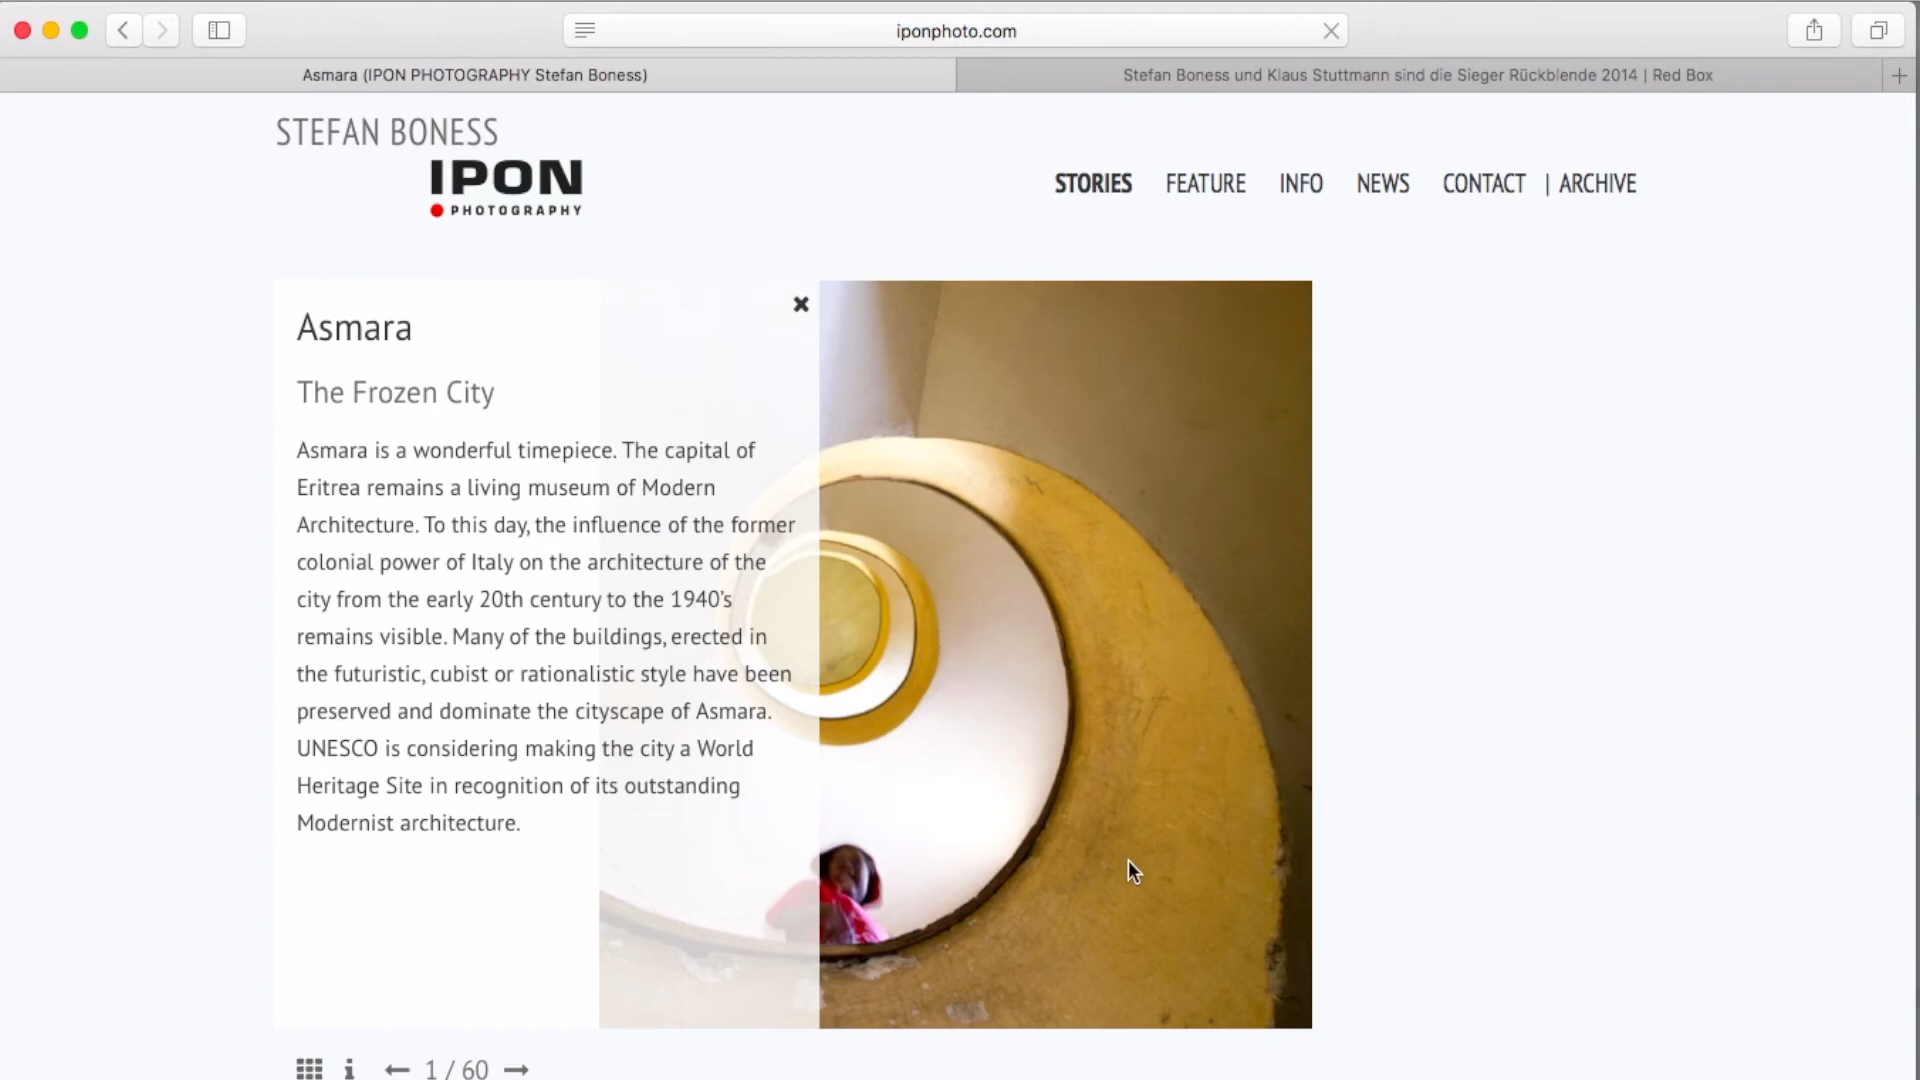 iponphoto.com
Asmara (IPON PHOTOGRAPHY Stefan Boness)
Stefan Boness und Klaus Stuttmann sind die Sieger Rückblende 2014 | Red Box
STEFAN BONESS
IPON
PHOTOGRAPHY
STORIES FEATURE INFO NEWS CONTACT | ARCHIVE
Asmara
The Frozen City
Asmara is a wonderful timepiece. The capital of
Eritrea remains a living museum of Modern
Architecture. To this day, the influence of the former
colonial power of Italy on the architecture of the
city from the early 20th century to the 1940’s
remains visible. Many of the buildings, erected in
the futuristic, cubist or rationalistic style have been
preserved and dominate the cityscape of Asmara.
UNESCO is considering making the city a World
Heritage Site in recognition of its outstanding
Modernist architecture.
1 / 60